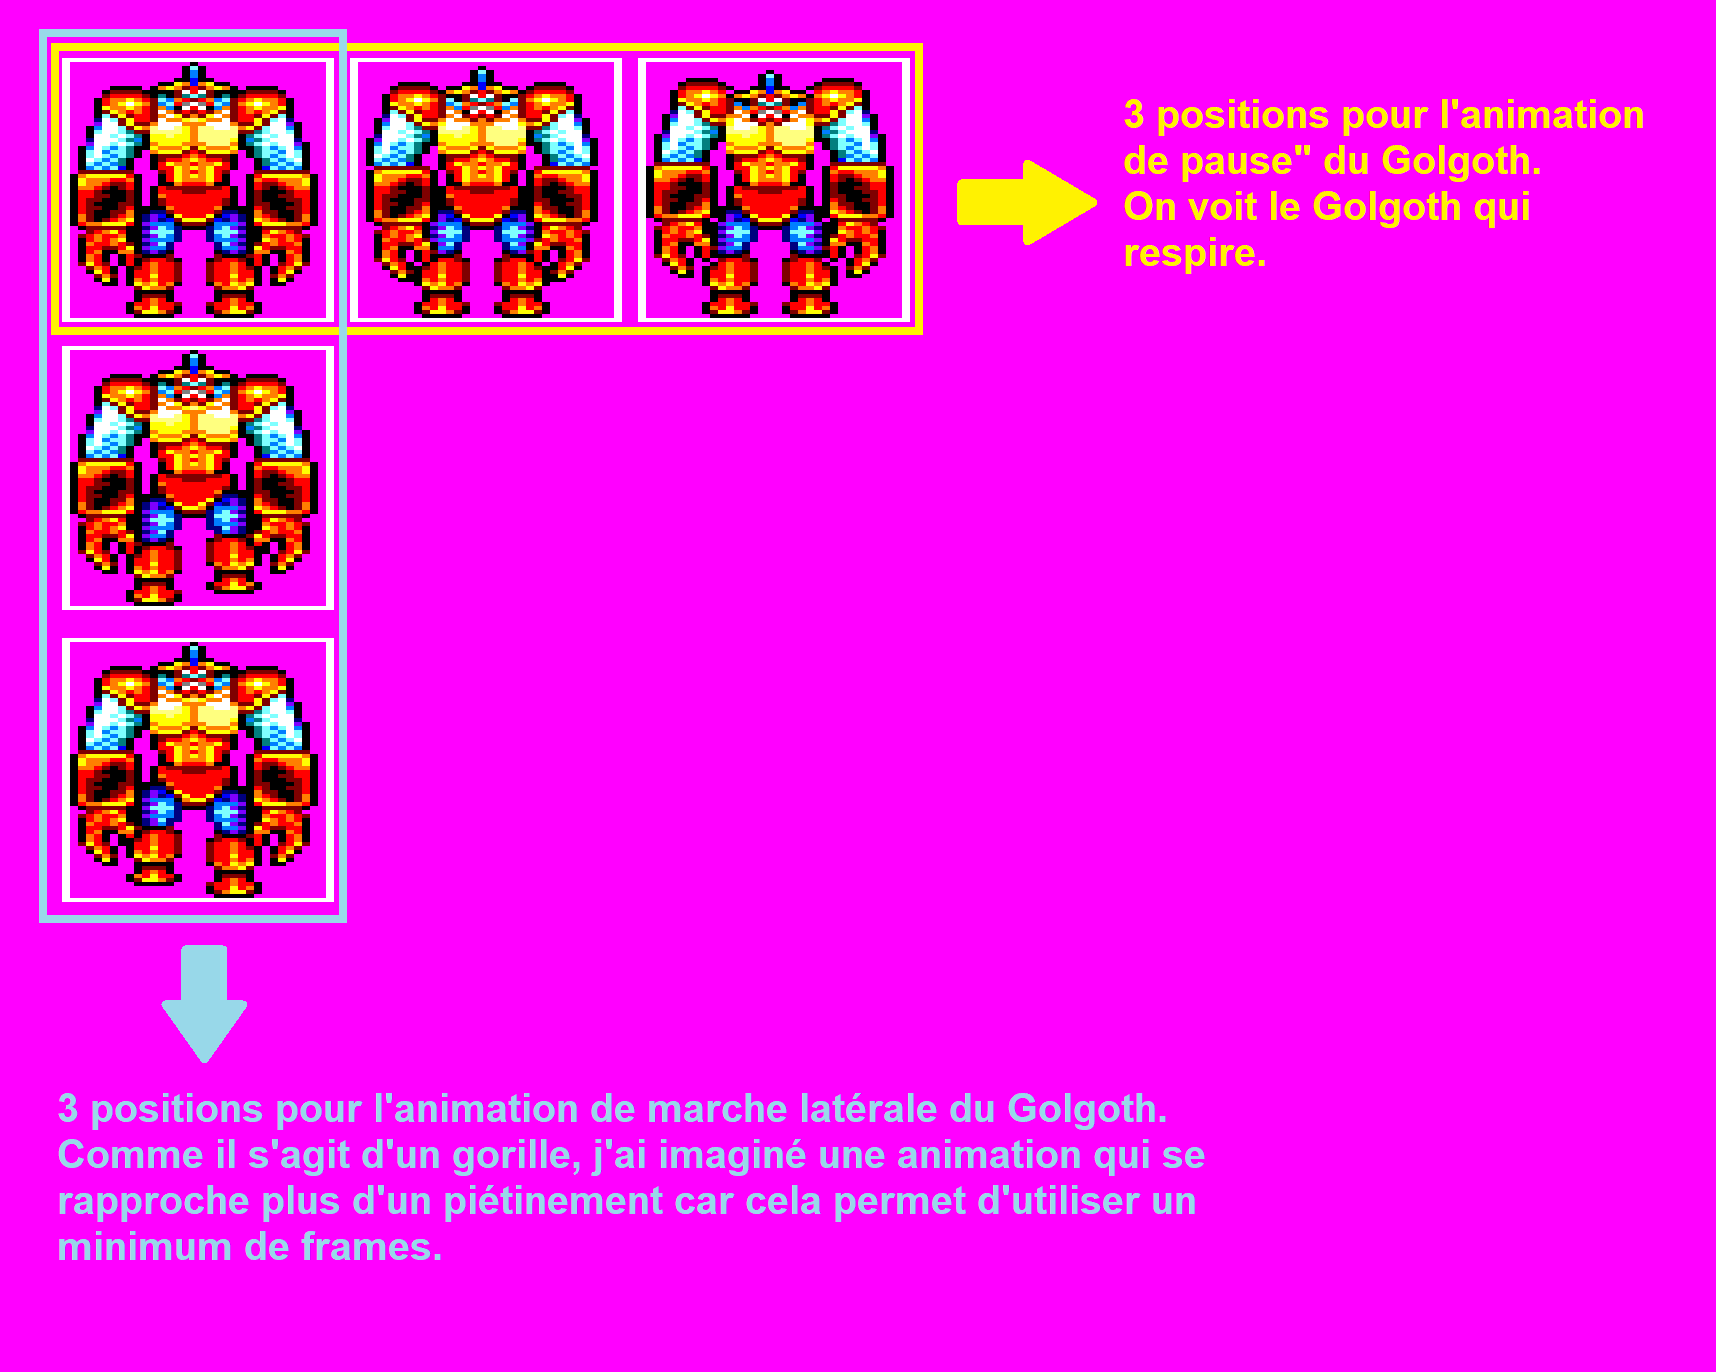 3 positions pour l'animation
de pause" du Golgoth.
On voit le Golgoth qui
respire.
3 positions pour l'animation de marche latérale du Golgoth.
Comme il s'agit d'un gorille, j'ai imaginé une animation qui se
rapproche plus d'un piétinement car cela permet d'utiliser un
minimum de frames.